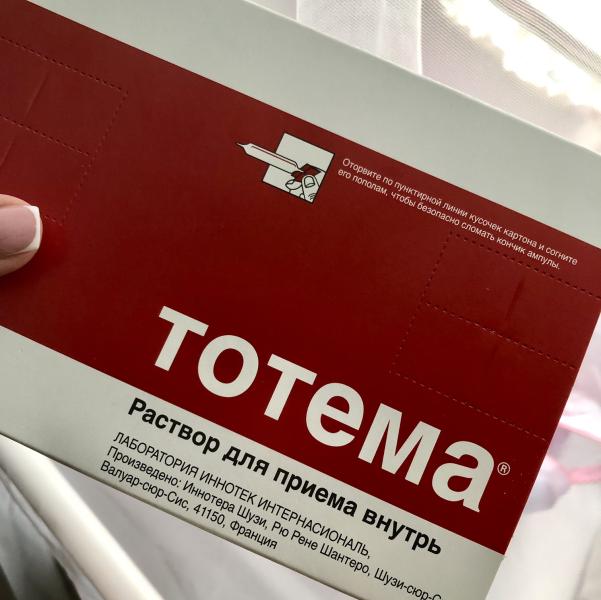 Оторвите по пунктирной линии кусочек картона и согните
его пополам, чтобы безопасно сломать кончик ампулы.
тотема®
Раствор для приема внутрь
ЛАБОРАТОРИЯ ИННОТЕК ИНТЕРНАСИОНАЛЬ,
Произведено: Иннотера Шузи, Рю Рене Шантеро, Шузи-сюр-С
Валуар-сюр-Сис, 41150, Франция